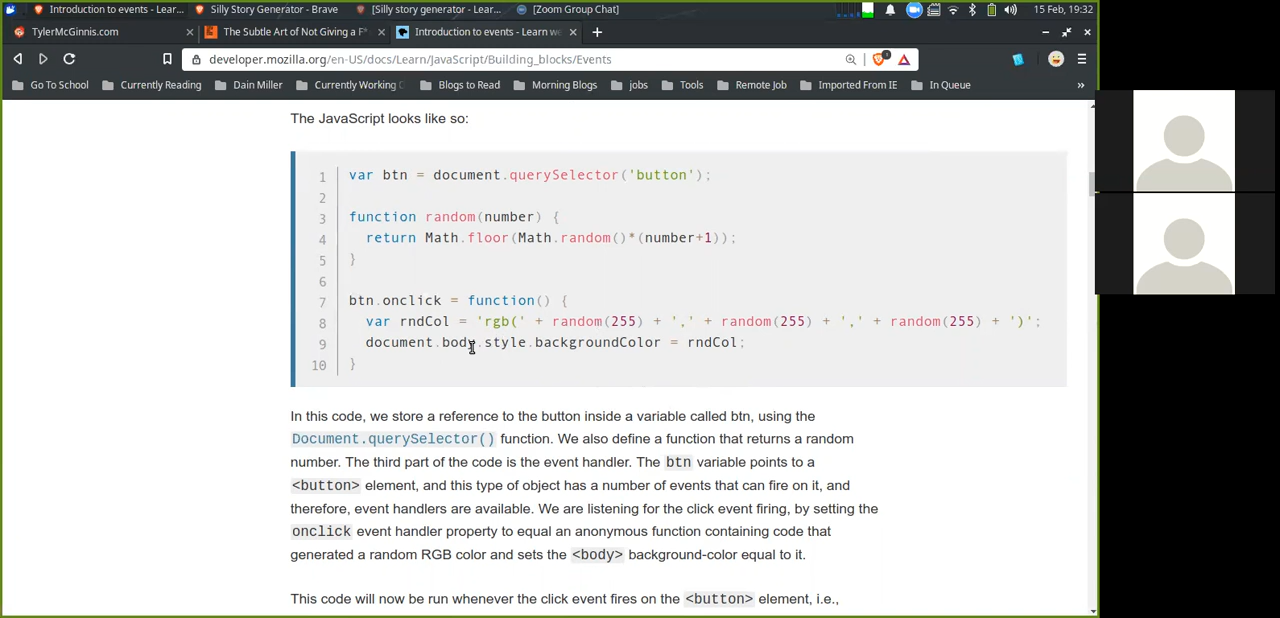 Introduction to events - Lear...
Silly Story Generator - Brave
[Silly story generator - Lear...
[Zoom Group Chat]
15 Feb, 19:32
TylerMcGinnis.com
The Subtle Art of Not Giving a F*
Introduction to events - Learn we
developer.mozilla.org/en-US/docs/Learn/JavaScript/Building_blocks/Events
1
Go To School
Currently Reading
Dain Miller
Currently Working (
Blogs to Read
Morning Blogs
jobs
Tools
Remote Job
Imported From IE
In Queue
»
The JavaScript looks like so:
1 var btn = document.querySelector('button');
2
3 function random(number) {
4 return Math.floor(Math.random()*(number+1));
5 }
6
7 btn.onclick = function() {
8 var rndCol = 'rgb(' + random(255) + ',' + random(255) + ',' + random(255) + ')';
9 document.body.style.backgroundColor = rndCol;
10 }
In this code, we store a reference to the button inside a variable called btn, using the
Document.querySelector() function. We also define a function that returns a random
number. The third part of the code is the event handler. The btn variable points to a
<button> element, and this type of object has a number of events that can fire on it, and
therefore, event handlers are available. We are listening for the click event firing, by setting the
onclick event handler property to equal an anonymous function containing code that
generated a random RGB color and sets the <body> background-color equal to it.
This code will now be run whenever the click event fires on the <button> element, i.e.,